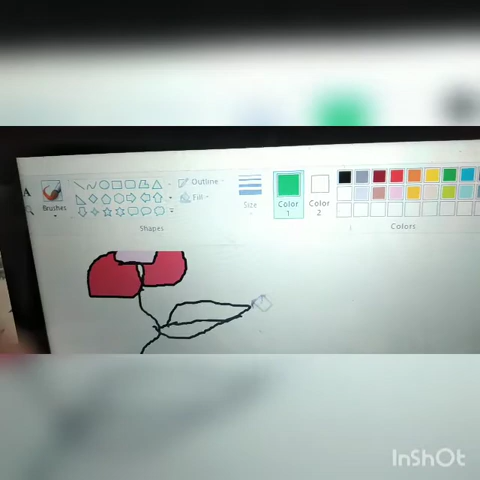 A
Brushes
Outline
Fill
Shapes
Size
Color
1
Color
2
Colors
InShOt